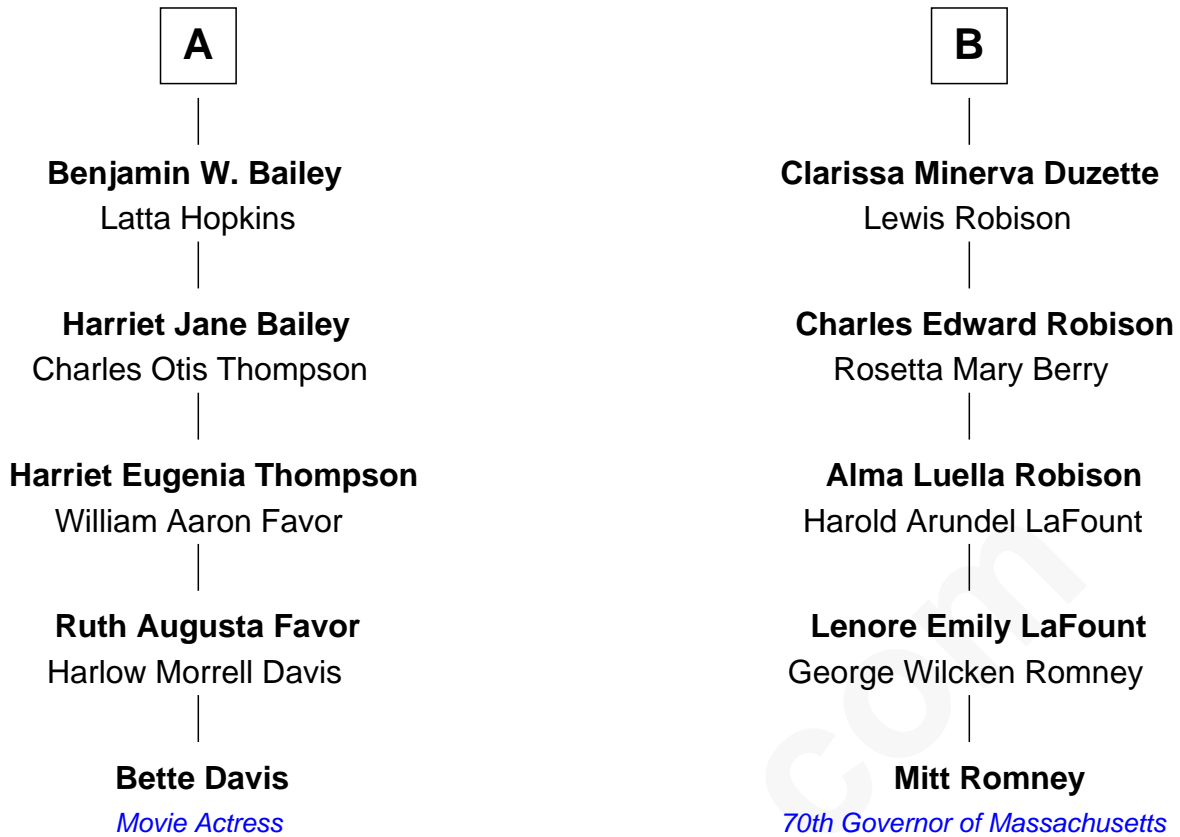 A
Benjamin W. Bailey
Latta Hopkins
Harriet Jane Bailey
Charles Otis Thompson
Harriet Eugenia Thompson
William Aaron Favor
Ruth Augusta Favor
Harlow Morrell Davis
Bette Davis
Movie Actress
B
Clarissa Minerva Duzette
Lewis Robison
Charles Edward Robison
Rosetta Mary Berry
Alma Luella Robison
Harold Arundel LaFount
Lenore Emily LaFount
George Wilcken Romney
Mitt Romney
70th Governor of Massachusetts
com